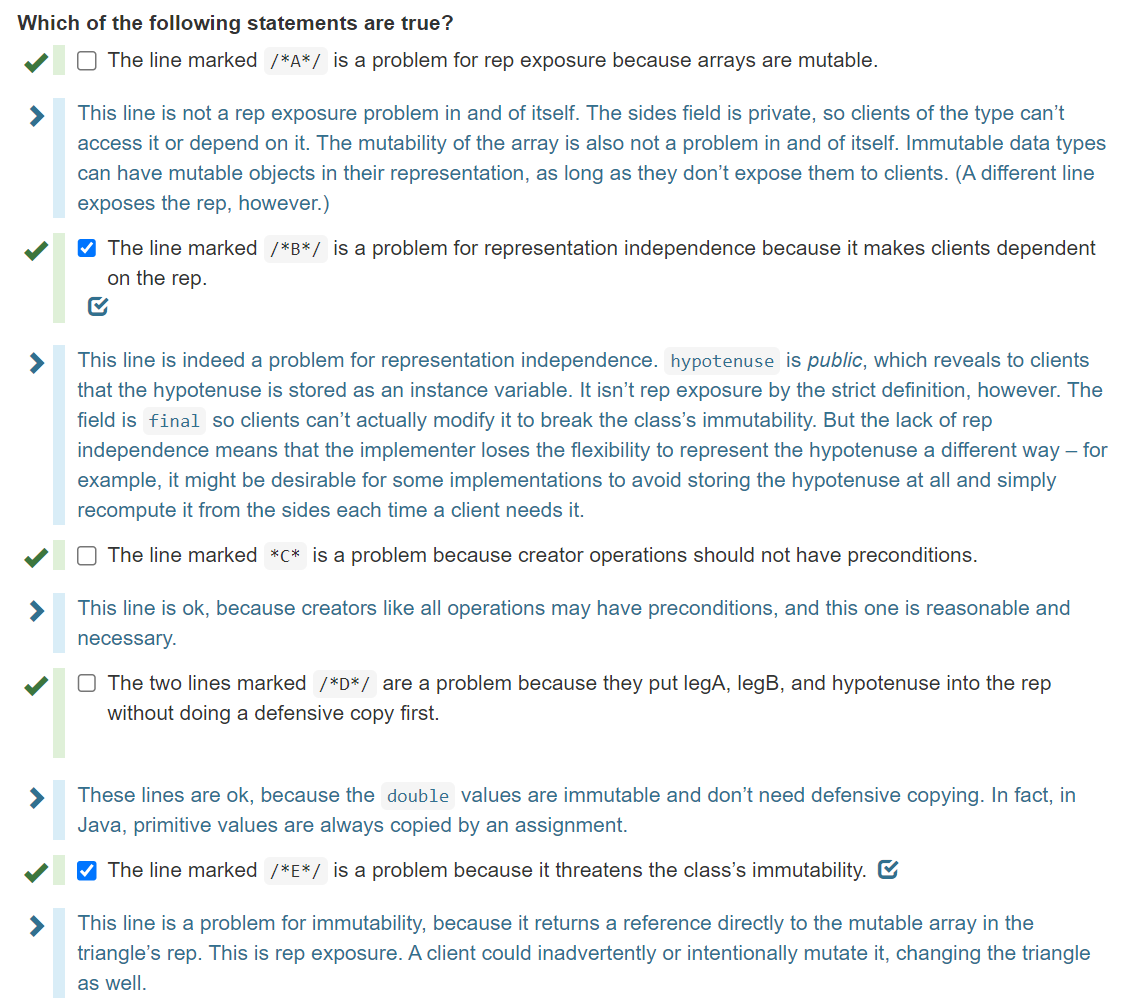 Which of the following statements are true?
The line marked /*A*/ is a problem for rep exposure because arrays are mutable.
This line is not a rep exposure problem in and of itself. The sides field is private, so clients of the type can’t
access it or depend on it. The mutability of the array is also not a problem in and of itself. Immutable data types
can have mutable objects in their representation, as long as they don’t expose them to clients. (A different line
exposes the rep, however.)
The line marked /*B*/ is a problem for representation independence because it makes clients dependent
on the rep.
This line is indeed a problem for representation independence. hypotenuse is public, which reveals to clients
that the hypotenuse is stored as an instance variable. It isn’t rep exposure by the strict definition, however. The
field is final so clients can’t actually modify it to break the class’s immutability. But the lack of rep
independence means that the implementer loses the flexibility to represent the hypotenuse a different way – for
example, it might be desirable for some implementations to avoid storing the hypotenuse at all and simply
recompute it from the sides each time a client needs it.
The line marked *C* is a problem because creator operations should not have preconditions.
This line is ok, because creators like all operations may have preconditions, and this one is reasonable and
necessary.
The two lines marked /*D*/ are a problem because they put legA, legB, and hypotenuse into the rep
without doing a defensive copy first.
These lines are ok, because the double values are immutable and don’t need defensive copying. In fact, in
Java, primitive values are always copied by an assignment.
The line marked /*E*/ is a problem because it threatens the class’s immutability.
This line is a problem for immutability, because it returns a reference directly to the mutable array in the
triangle’s rep. This is rep exposure. A client could inadvertently or intentionally mutate it, changing the triangle
as well.